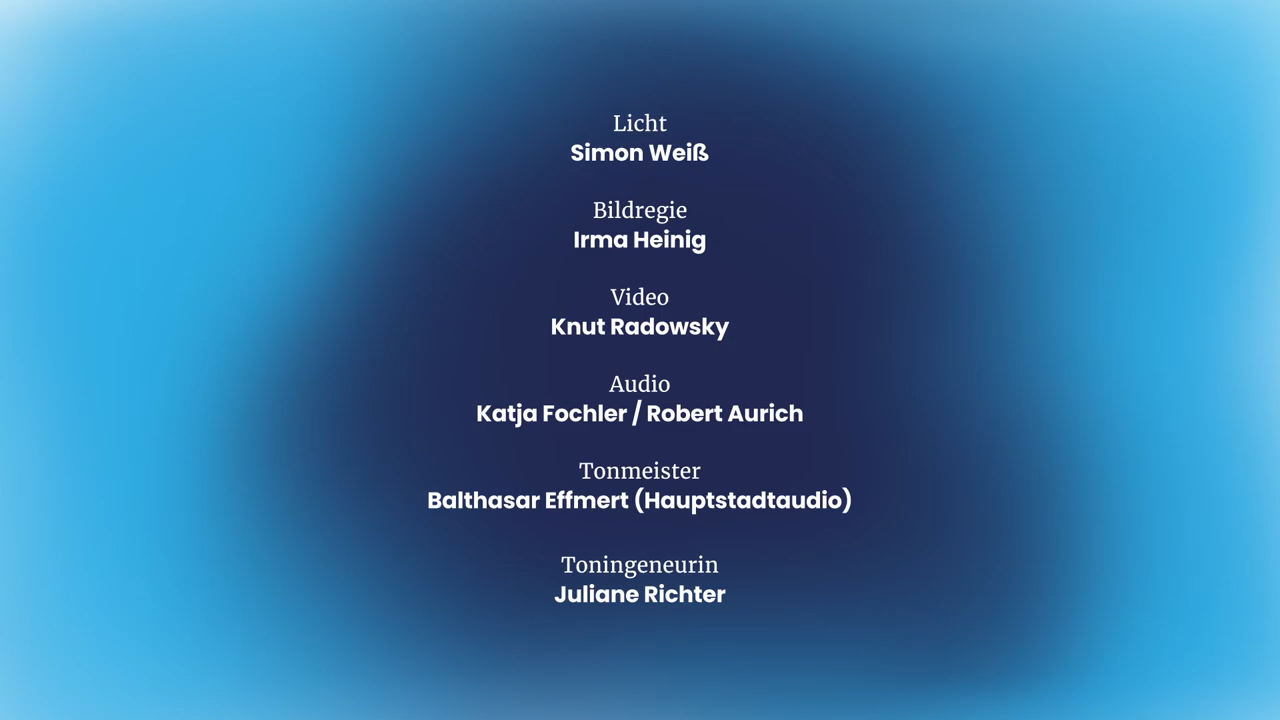 Licht
Simon Weiß
Bildregie
Irma Heinig
Video
Knut Radowsky
Audio
Katja Fochler / Robert Aurich
Tonmeister
Balthasar Effmert (Hauptstadtaudio)
Toningeneurin
Juliane Richter